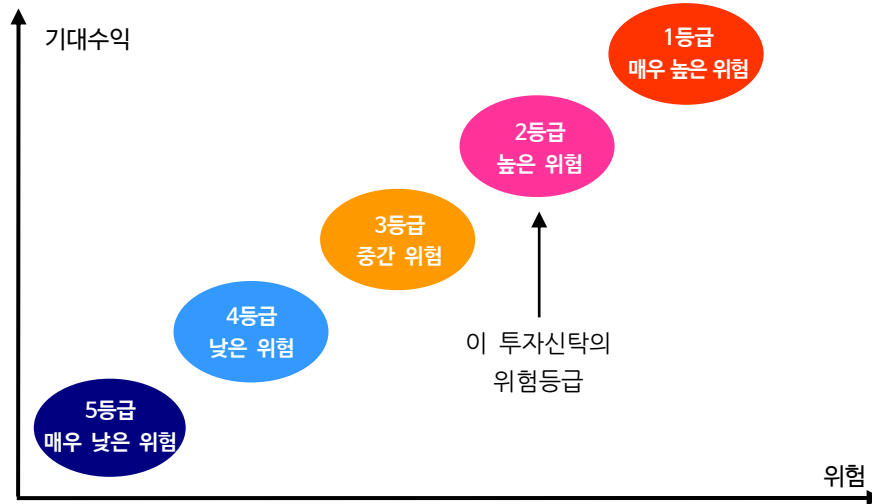 기대수익
1등급
매우 높은 위험
2등급
높은 위험
3등급
중간 위험
4등급
낮은 위험
이 투자신탁의
위험등급
5등급
매우 낮은 위험
위험